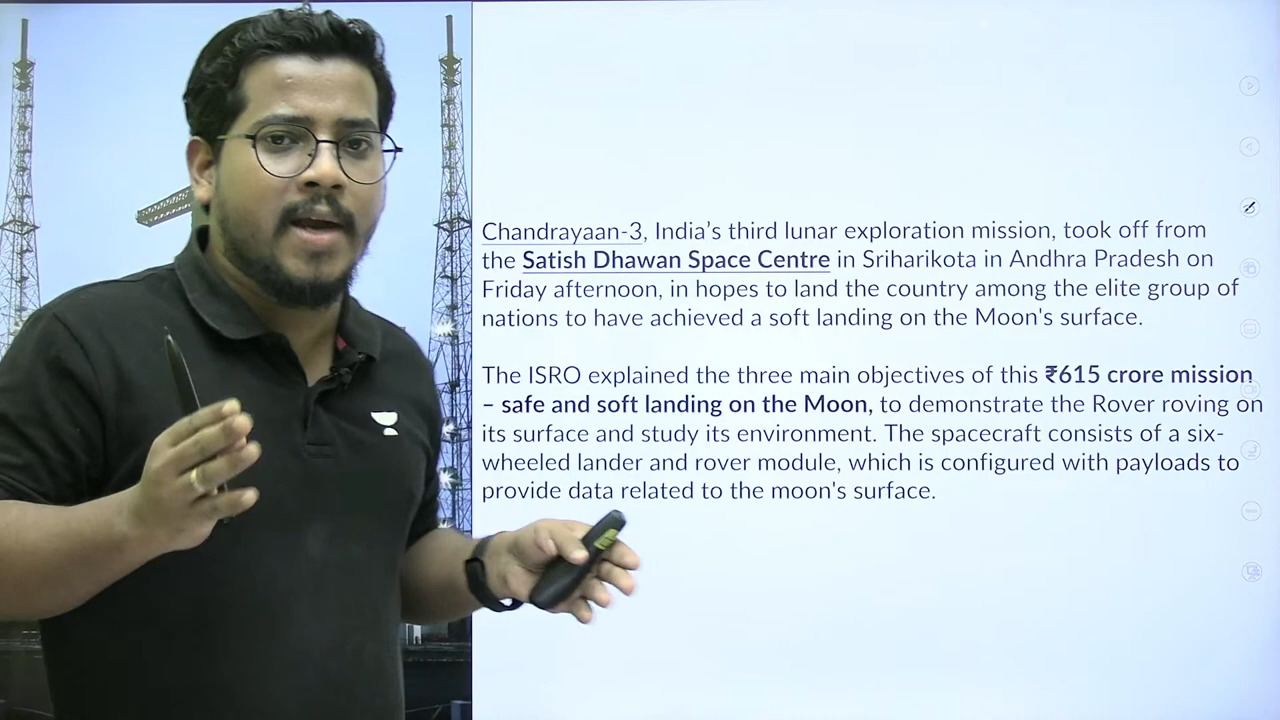 Chandrayaan-3, India’s third lunar exploration mission, took off from
the Satish Dhawan Space Centre in Sriharikota in Andhra Pradesh on
Friday afternoon, in hopes to land the country among the elite group of
nations to have achieved a soft landing on the Moon's surface.
The ISRO explained the three main objectives of this ₹615 crore mission
– safe and soft landing on the Moon, to demonstrate the Rover roving on
its surface and study its environment. The spacecraft consists of a six-
wheeled lander and rover module, which is configured with payloads to
provide data related to the moon's surface.